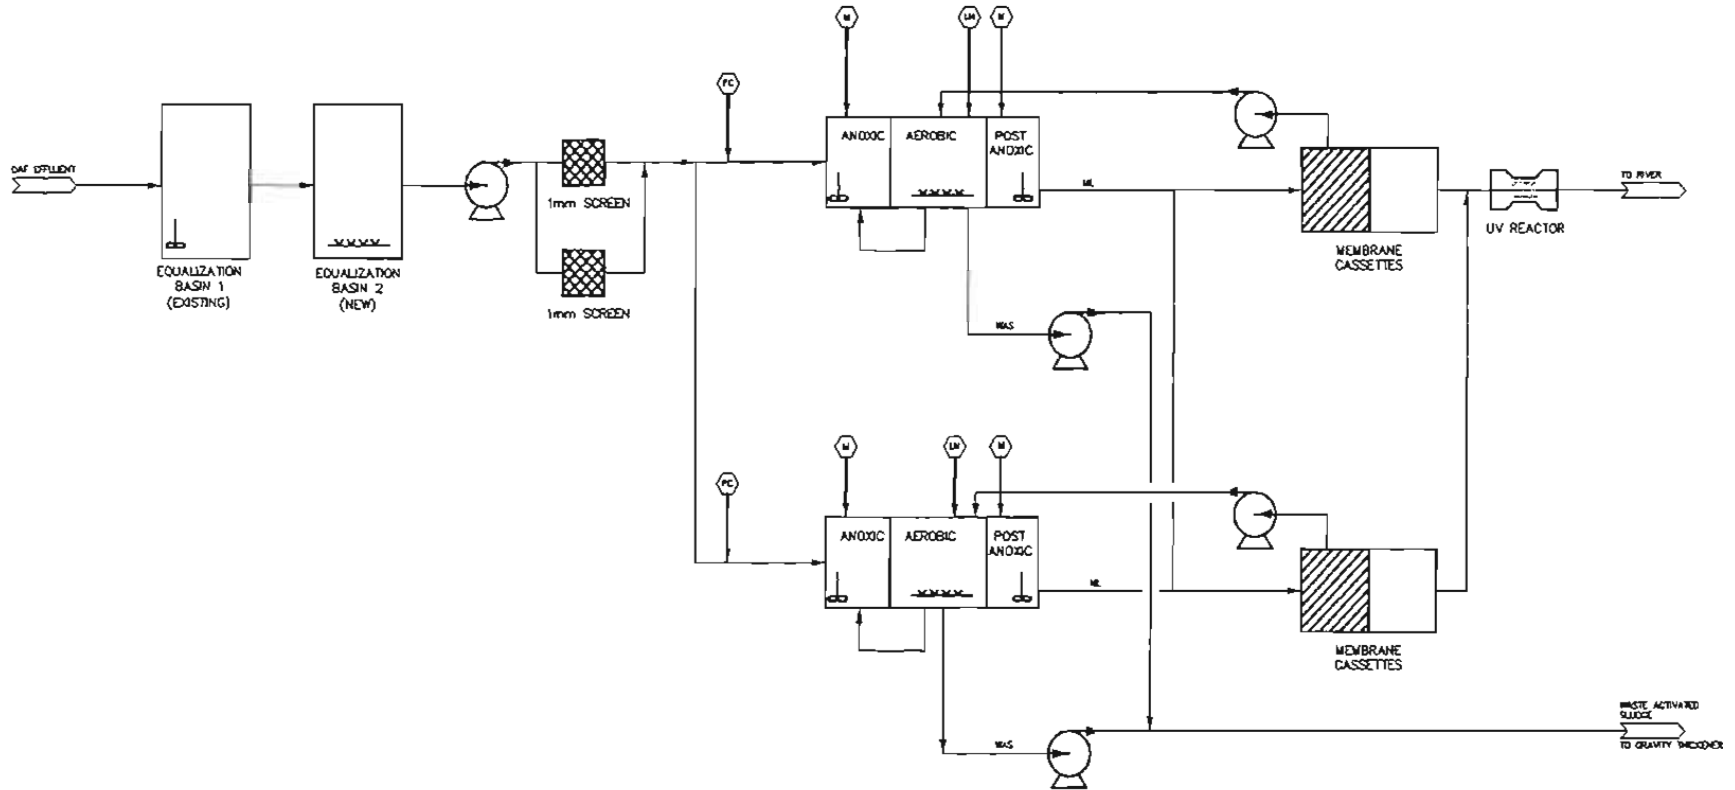 DAF EFFLUENT
EQUALIZATION
BASIN 1
(EXISTING)
EQUALIZATION
BASIN 2
(NEW)
1mm SCREEN
1mm SCREEN
FC
M
LM
M
ANOXIC
AEROBIC
POST
ANOXIC
ML
MEMBRANE
CASSETTES
UV REACTOR
TO RIVER
WAS
FC
M
LM
M
ANOXIC
AEROBIC
POST
ANOXIC
ML
MEMBRANE
CASSETTES
WAS
WASTE ACTIVATED
SLUDGE
TO GRAVITY THICKENERS